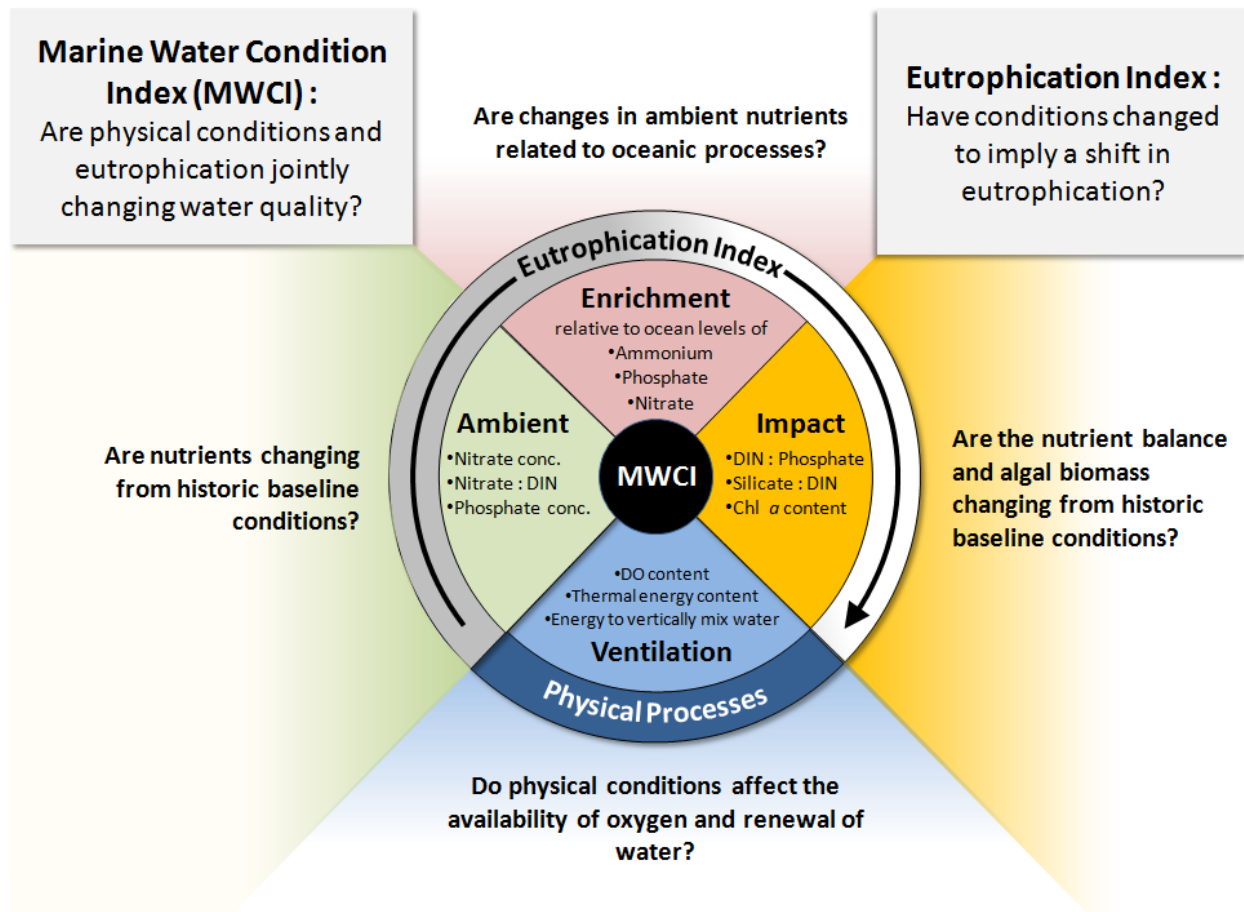 Marine Water Condition
Index (MWCI) :
Are physical conditions and
eutrophication jointly
changing water quality?
Are changes in ambient nutrients
related to oceanic processes?
Eutrophication Index :
Have conditions changed
to imply a shift in
eutrophication?
Eutrophication Index
Enrichment
relative to ocean levels of
•Ammonium
•Phosphate
•Nitrate
Ambient
•Nitrate conc.
•Nitrate : DIN
•Phosphate conc.
MWCI
Impact
•DIN : Phosphate
•Silicate : DIN
•Chl a content
Are nutrients changing
from historic baseline
conditions?
Are the nutrient balance
and algal biomass
changing from historic
baseline conditions?
•DO content
•Thermal energy content
•Energy to vertically mix water
Ventilation
Physical Processes
Do physical conditions affect the
availability of oxygen and renewal of
water?